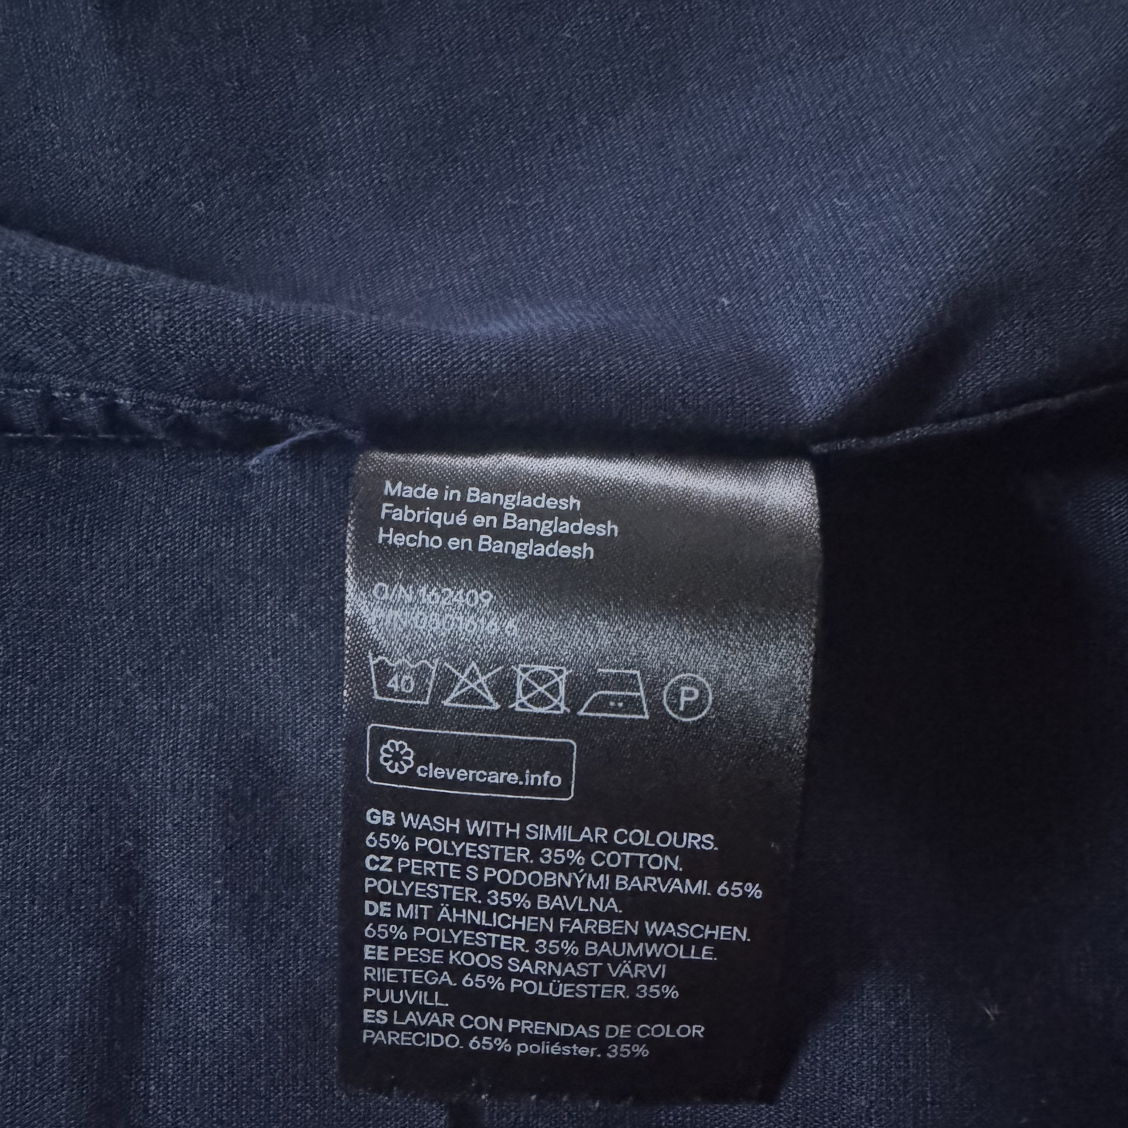 Made in Bangladesh
Fabriqué en Bangladesh
Hecho en Bangladesh
O/N 162409
40
P
clevercare.info
GB WASH WITH SIMILAR COLOURS.
65% POLYESTER. 35% COTTON.
CZ PERTE S PODOBNÝMI BARVAMI. 65%
POLYESTER. 35% BAVLNA.
DE MIT ÄHNLICHEN FARBEN WASCHEN.
65% POLYESTER. 35% BAUMWOLLE.
EE PESE KOOS SARNAST VÄRVI
RIIETEGA. 65% POLÜESTER. 35%
PUUVILL.
ES LAVAR CON PRENDAS DE COLOR
PARECIDO. 65% poliéster. 35%